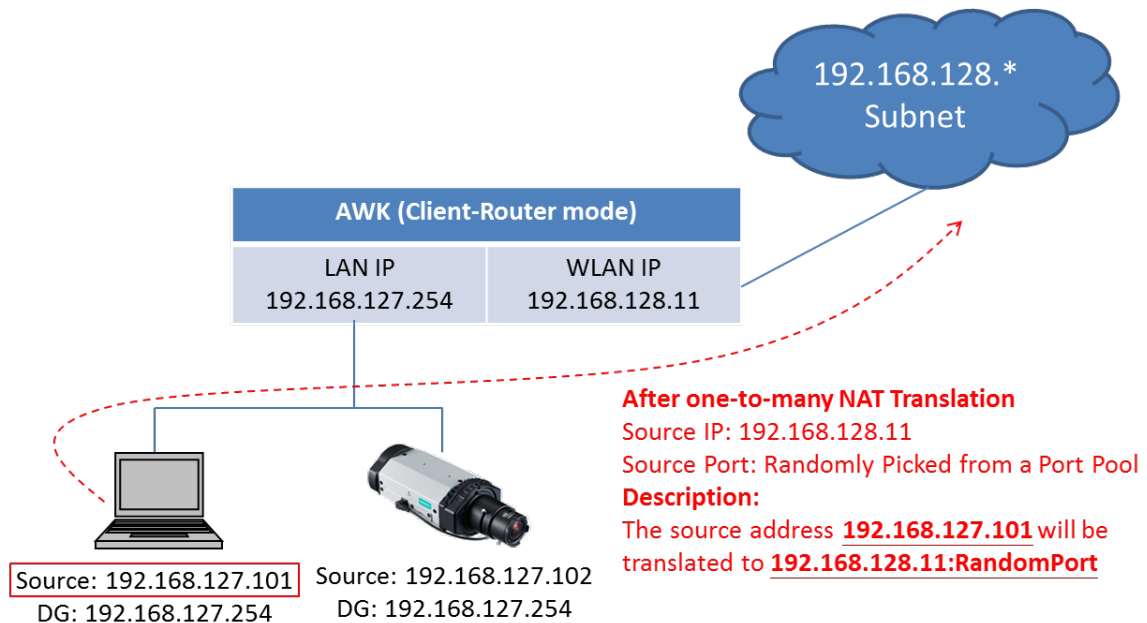 192.168.128.*
Subnet
AWK (Client-Router mode)
LAN IP
192.168.127.254
WLAN IP
192.168.128.11
After one-to-many NAT Translation
Source IP: 192.168.128.11
Source Port: Randomly Picked from a Port Pool
Description:
The source address 192.168.127.101 will be
translated to 192.168.128.11:RandomPort
Source: 192.168.127.101
DG: 192.168.127.254
Source: 192.168.127.102
DG: 192.168.127.254